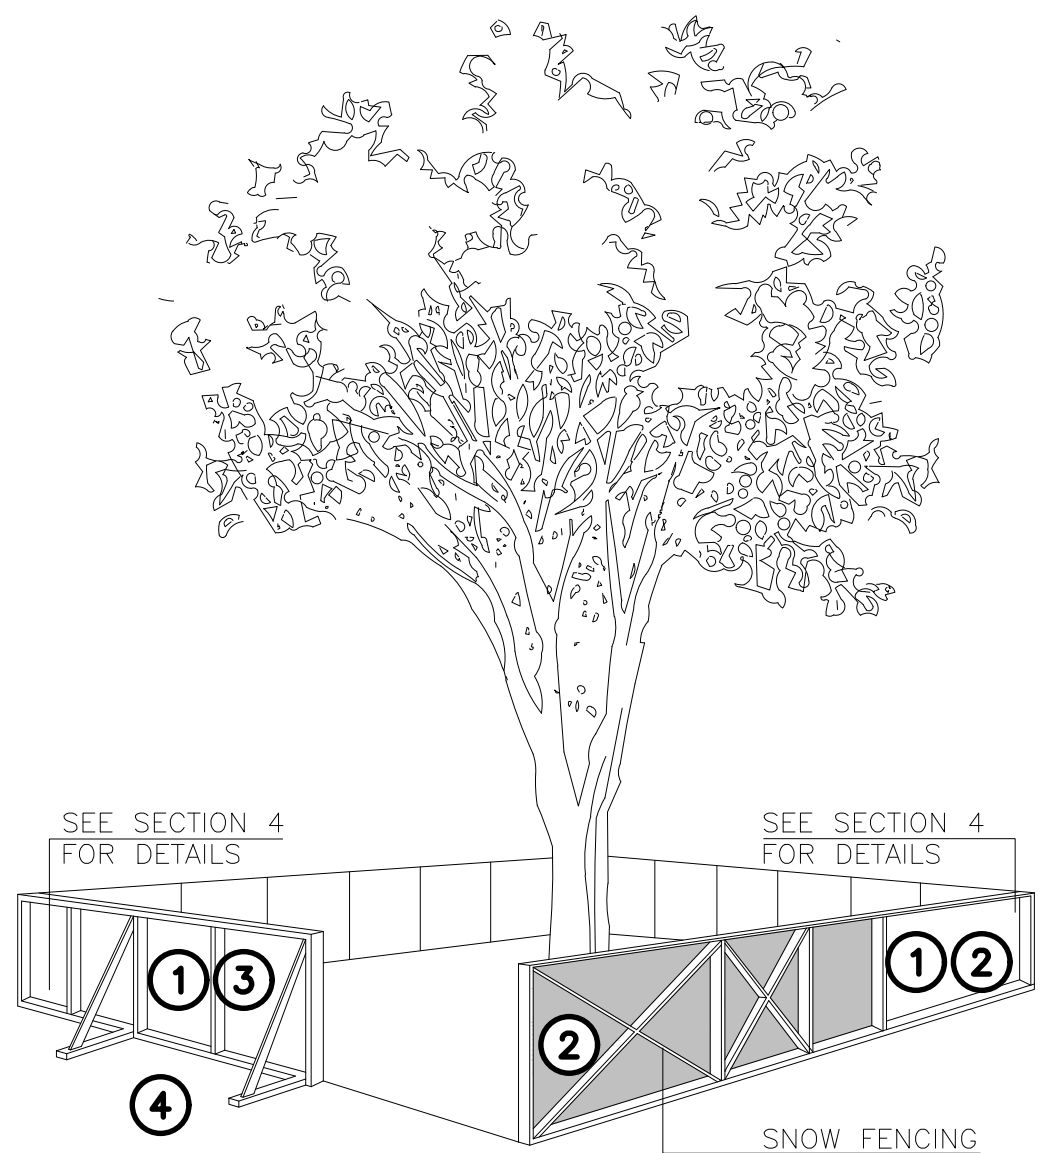 SEE SECTION 4
FOR DETAILS
SEE SECTION 4
FOR DETAILS
1 3
1 2
2
4
SNOW FENCING